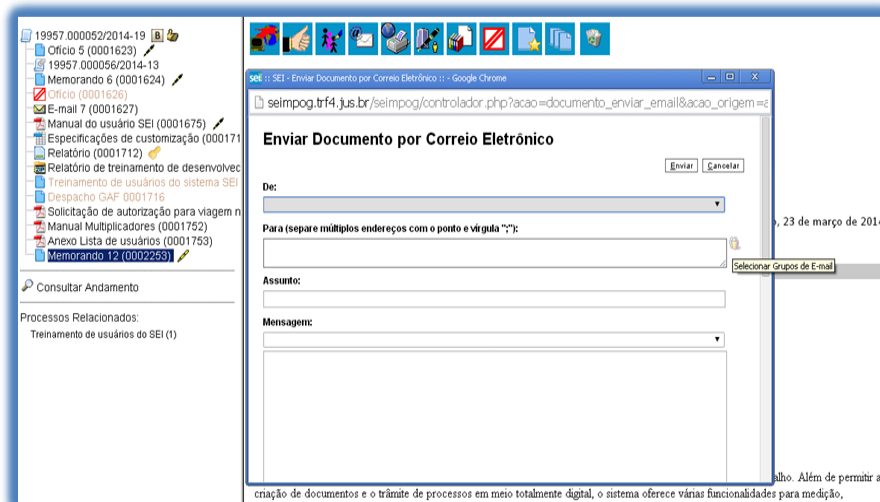 19957.000052/2014-19 B
Ofício 5 (0001623)
19957.000056/2014-13
Memorando 6 (0001624)
Ofício (0001626)
E-mail 7 (0001627)
Manual do usuário SEI (0001675)
Especificações de customização (000171
Relatório (0001712)
Relatório de treinamento de desenvolvec
Treinamento de usuários do sistema SEI
Despacho GAF 0001716
Solicitação de autorização para viagem n
Manual Multiplicadores (0001752)
Anexo Lista de usuários (0001753)
Memorando 12 (0002253)
Consultar Andamento
Processos Relacionados:
Treinamento de usuários do SEI (1)
sei :: SEI - Enviar Documento por Correio Eletrônico :: - Google Chrome
seimpog.trf4.jus.br/seimpog/controlador.php?acao=documento_enviar_email&acao_origem=a
Enviar Documento por Correio Eletrônico
Enviar Cancelar
De:
Para (separe múltiplos endereços com o ponto e vírgula ";"):
Selecionar Grupos de E-mail
Assunto:
Mensagem:
o, 23 de março de 2014
alho. Além de permitir a
criação de documentos e o trâmite de processos em meio totalmente digital, o sistema oferece várias funcionalidades para medição,